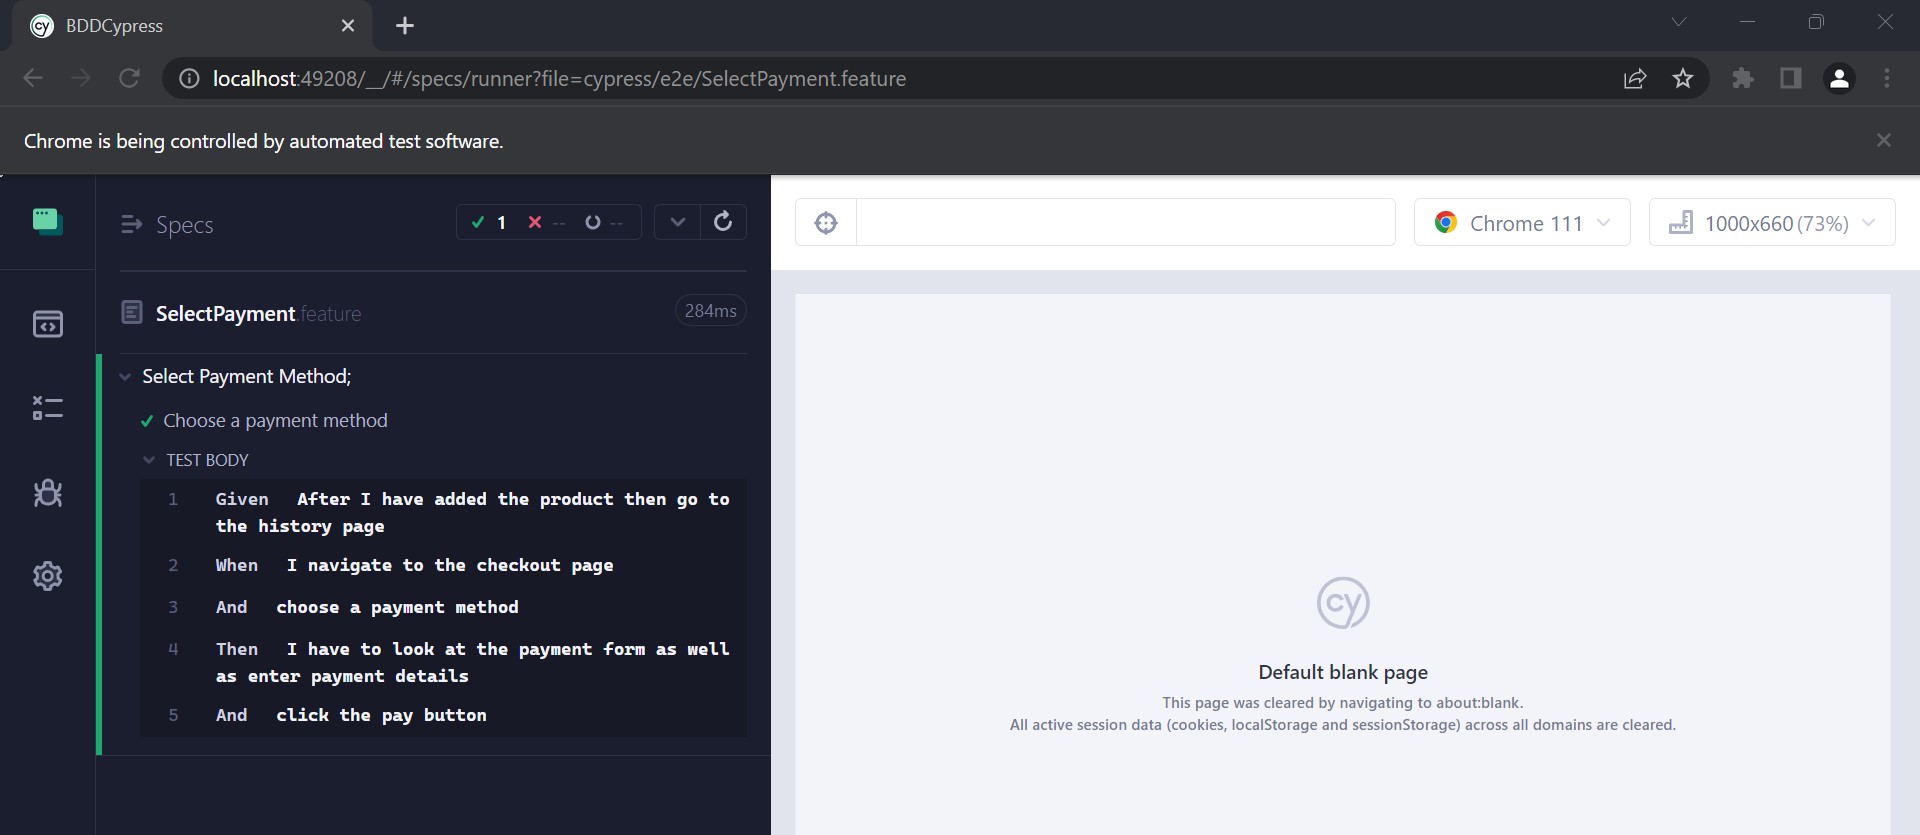 cy BDDCypress
localhost:49208/__/#/specs/runner?file=cypress/e2e/SelectPayment.feature
Chrome is being controlled by automated test software.
Specs 1 -- --
Chrome 111 1000x660 (73%)
SelectPayment.feature 284ms
Select Payment Method;
Choose a payment method
TEST BODY
1 Given After I have added the product then go to
the history page
2 When I navigate to the checkout page
3 And choose a payment method
4 Then I have to look at the payment form as well
as enter payment details
5 And click the pay button
cy
Default blank page
This page was cleared by navigating to about:blank.
All active session data (cookies, localStorage and sessionStorage) across all domains are cleared.